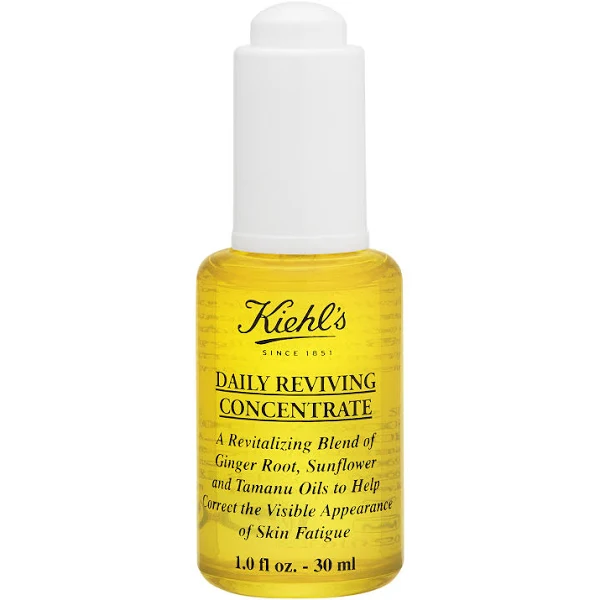 Kiehl's
SINCE 1851
DAILY REVIVING
CONCENTRATE
A Revitalizing Blend of
Ginger Root, Sunflower
and Tamanu Oils to Help
Correct the Visible Appearance
of Skin Fatigue
1.0 fl oz. - 30 ml